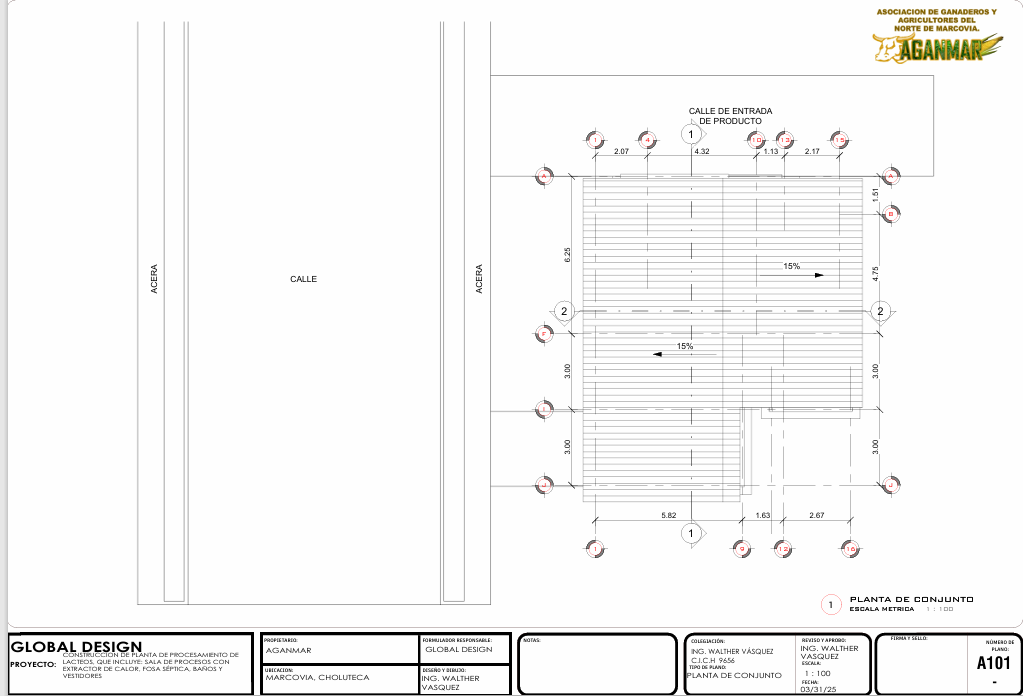 ASOCIACION DE GANADEROS Y
AGRICULTORES DEL
NORTE DE MARCOVIA.
AGANMAR
CALLE DE ENTRADA
DE PRODUCTO
1
1
4
10
13
15
2.07
4.32
1.13
2.17
A
A
1.51
B
6.25
4.75
ACERA
CALLE
ACERA
15%
2
2
F
15%
3.00
3.00
I
3.00
3.00
J
J
5.82
1.63
2.67
1
1
9
12
16
1
PLANTA DE CONJUNTO
ESCALA METRICA 1 : 100
GLOBAL DESIGN
PROYECTO:
CONSTRUCCION DE PLANTA DE PROCESAMIENTO DE
LACTEOS, QUE INCLUYE: SALA DE PROCESOS CON
EXTRACTOR DE CALOR, FOSA SÉPTICA, BAÑOS Y
VESTIDORES
PROPIETARIO:
AGANMAR
UBICACION:
MARCOVIA, CHOLUTECA
FORMULADOR RESPONSABLE:
GLOBAL DESIGN
DISEÑO Y DIBUJO:
ING. WALTHER
VASQUEZ
NOTAS:
COLEGIACIÓN:
ING. WALTHER VÁSQUEZ
C.I.C.H 9656
TIPO DE PLANO:
PLANTA DE CONJUNTO
REVISO Y APROBO:
ING. WALTHER
VASQUEZ
ESCALA:
1 : 100
FECHA:
03/31/25
FIRMA Y SELLO:
NÚMERO DE
PLANO:
A101
-